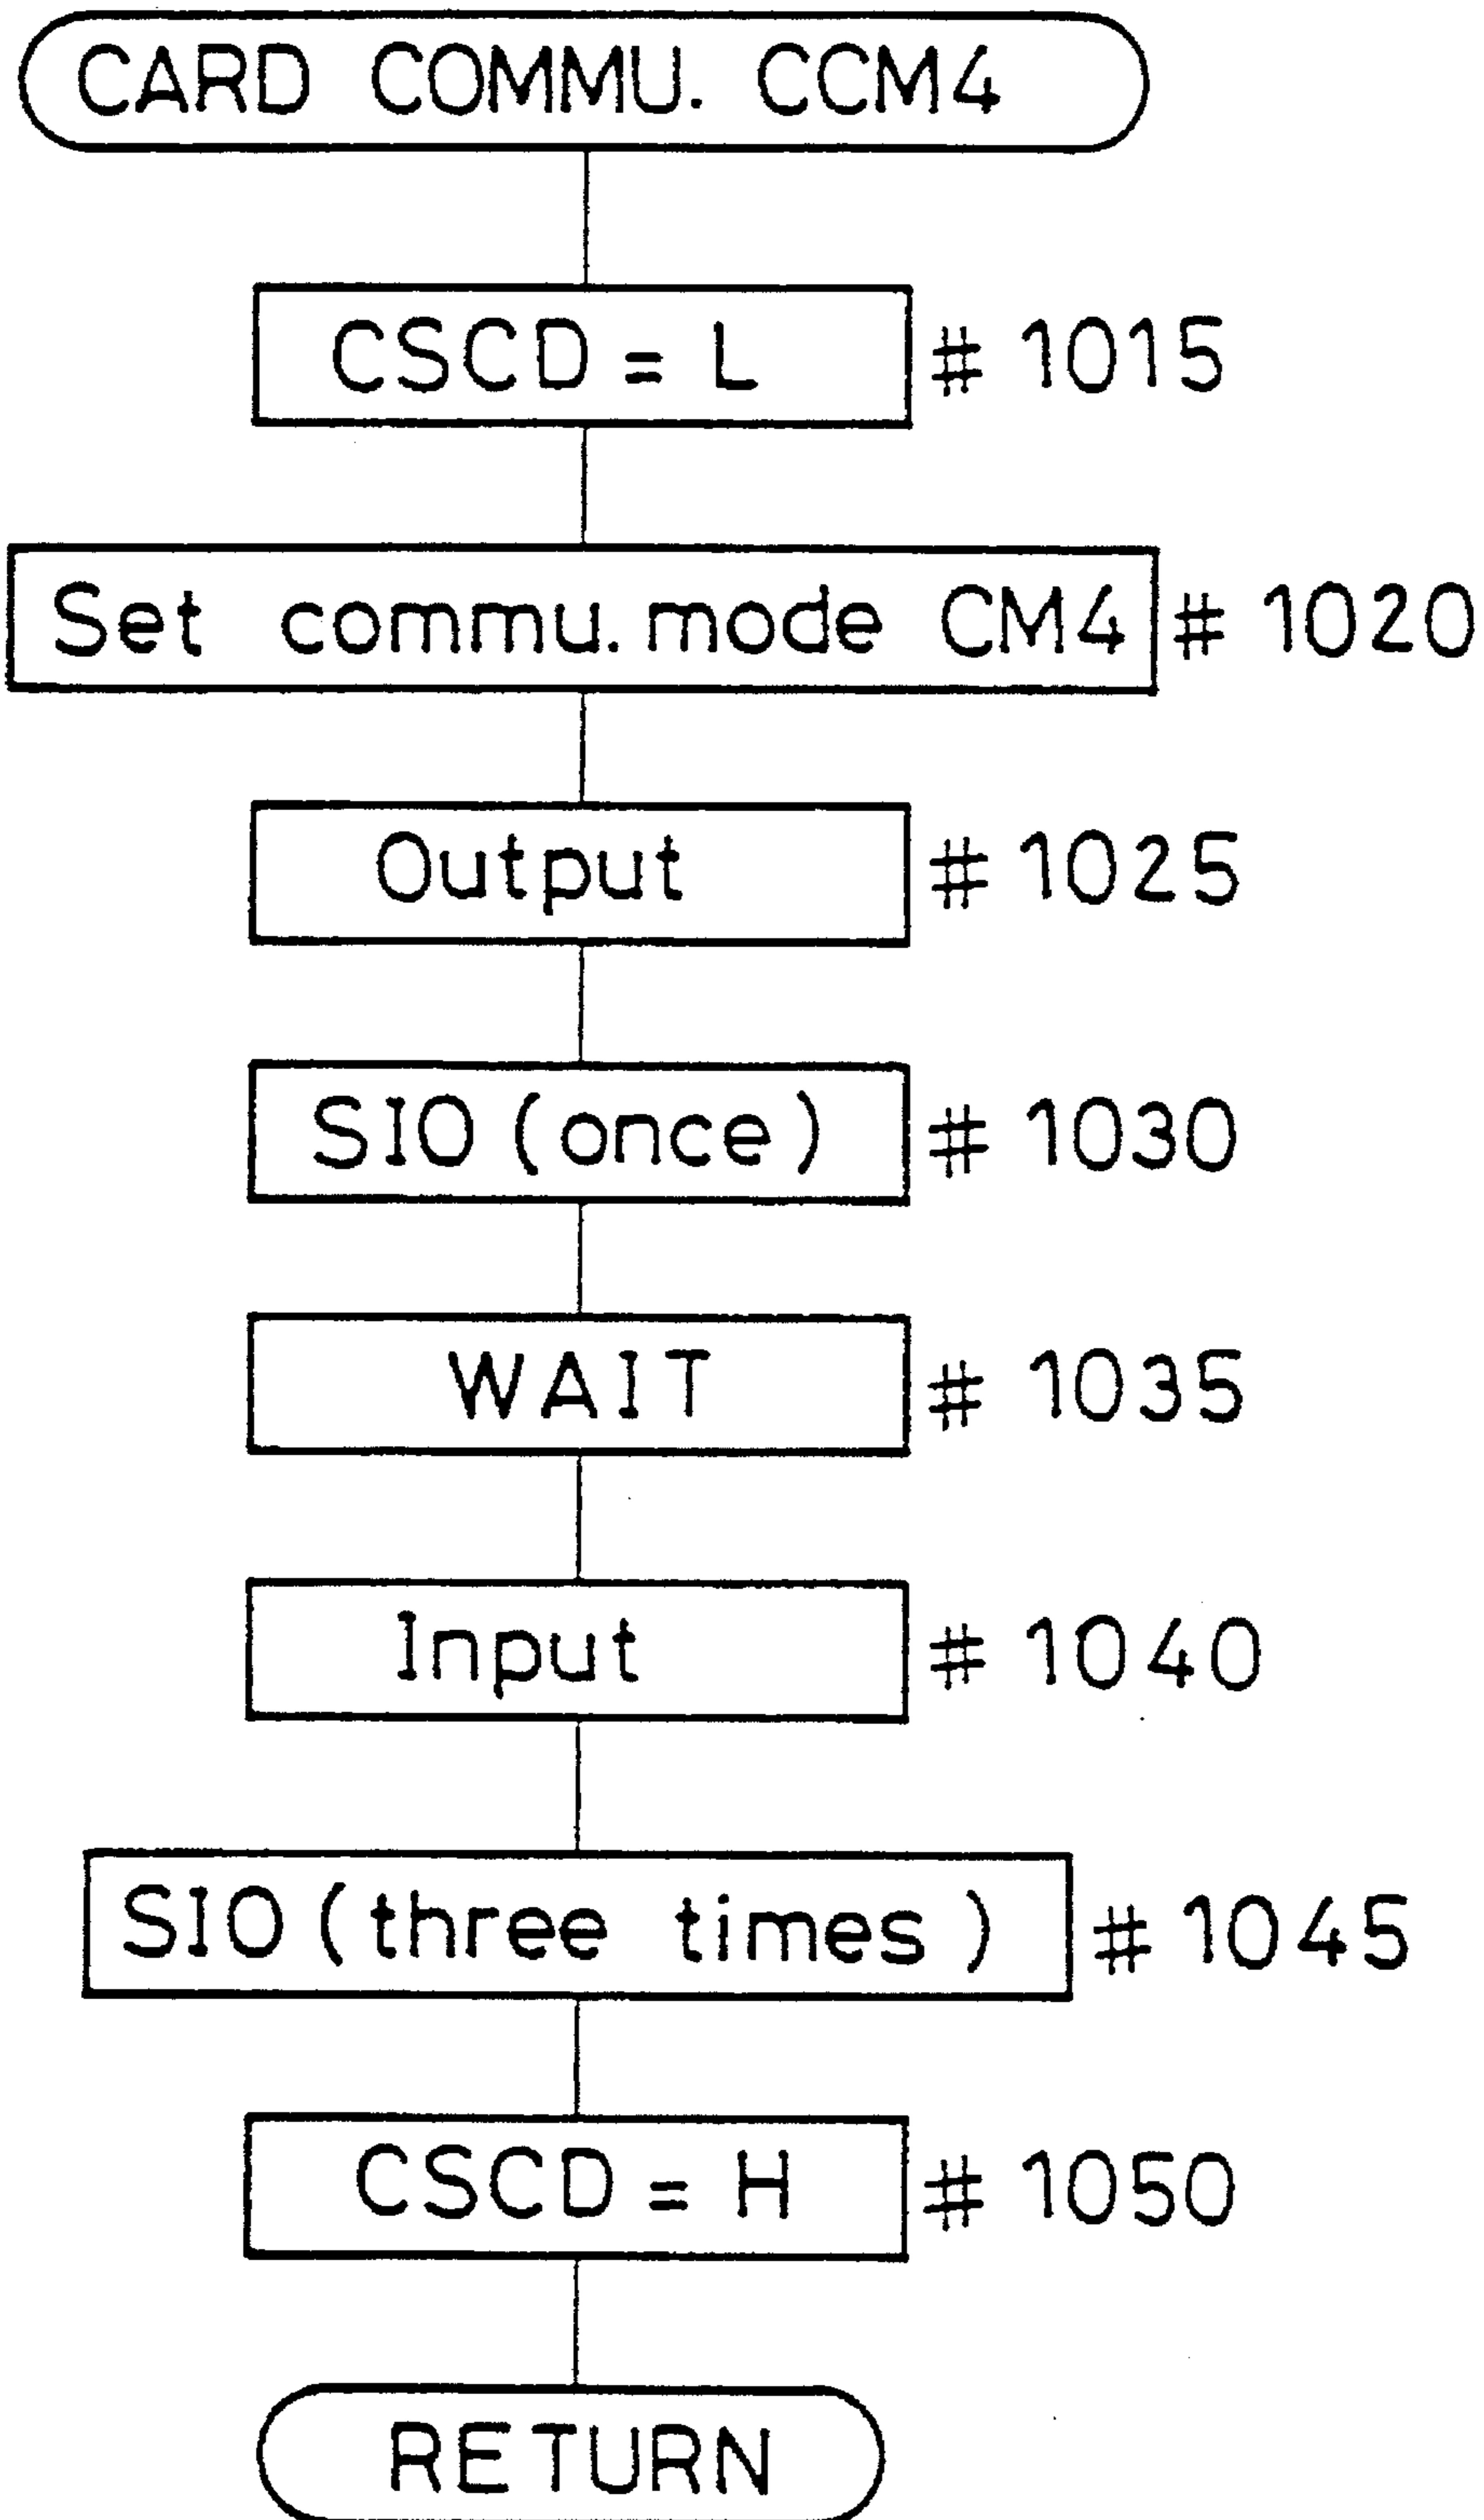 CARD COMMU. CCM4
CSCD = L # 1015
Set commu. mode CM4 # 1020
Output # 1025
SIO (once) # 1030
WAIT # 1035
Input # 1040
SIO (three times) # 1045
CSCD = H # 1050
RETURN